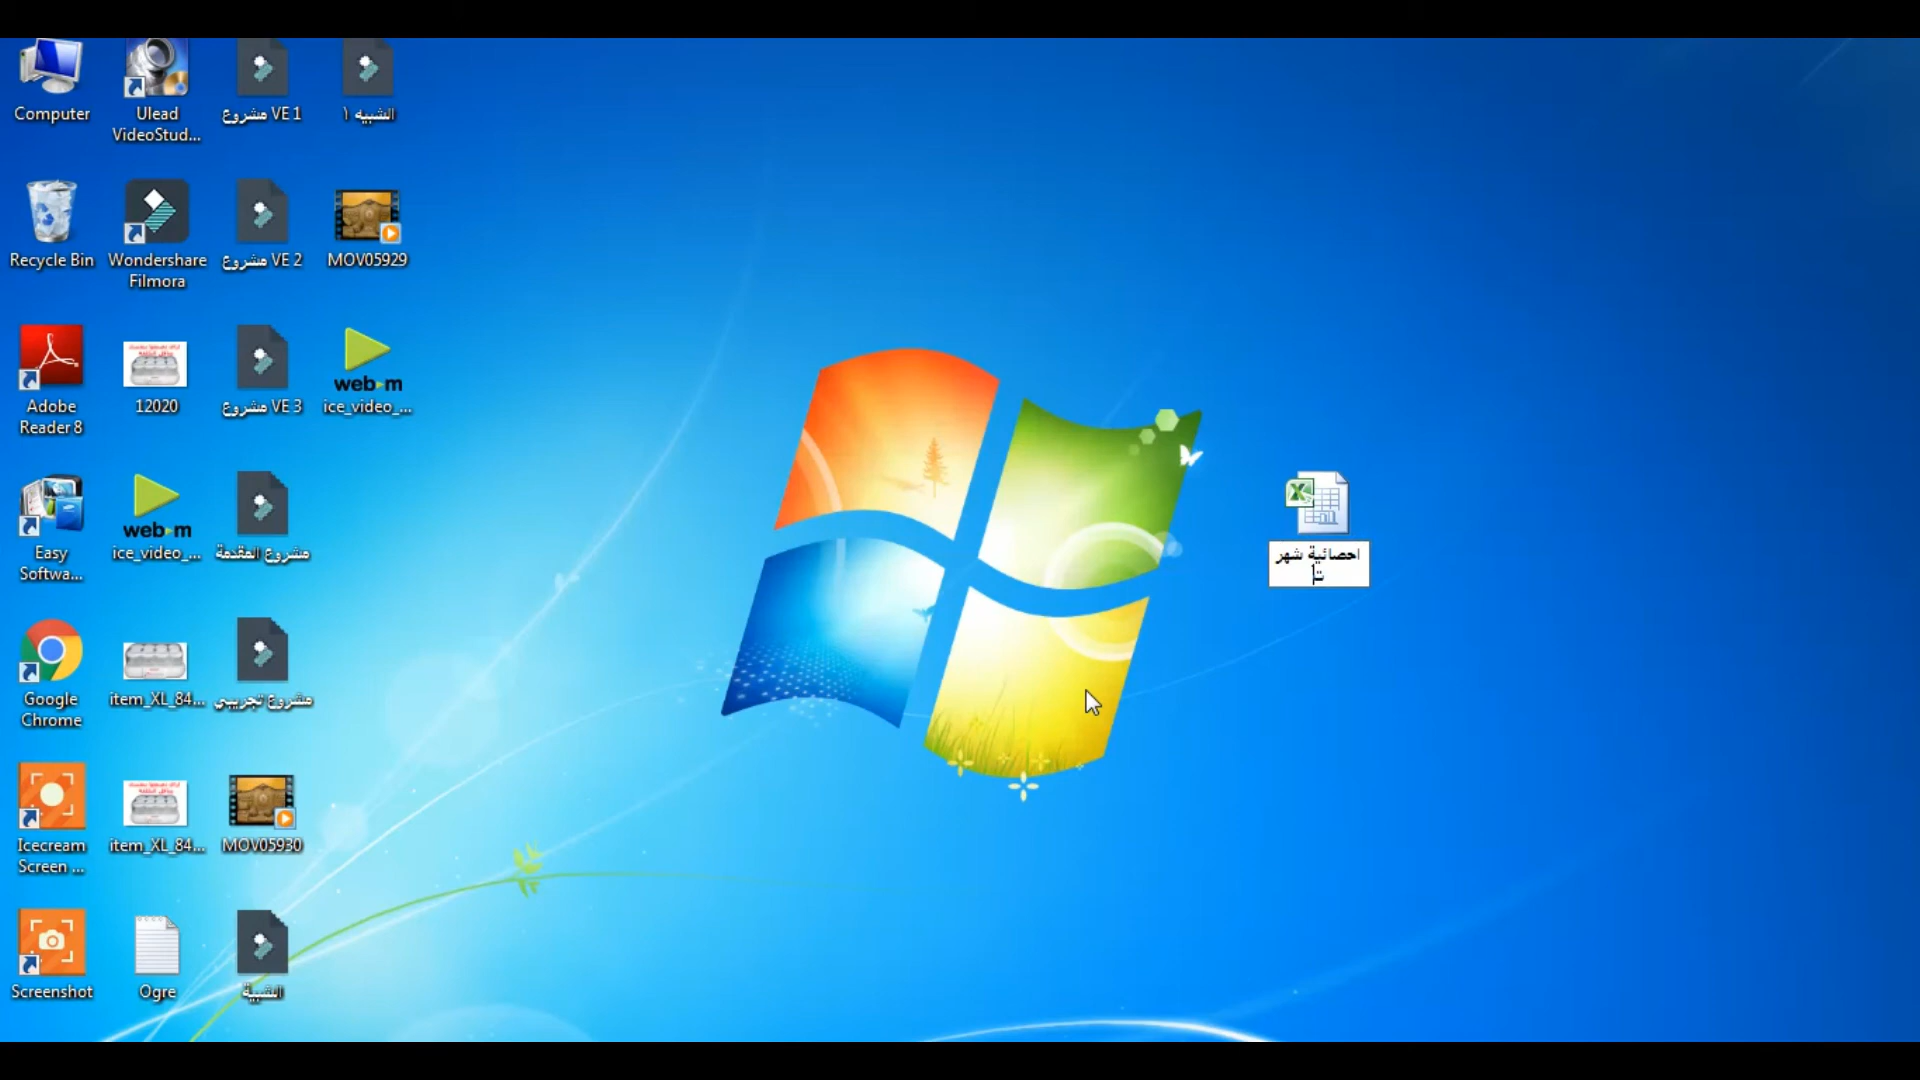 Computer
Ulead
VideoStud...
مشروع VE 1
الشبيه ١
Recycle Bin
Wondershare
Filmora
مشروع VE 2
MOV05929
Adobe
Reader 8
12020
مشروع VE 3
web m
ice_video_...
Easy
Softwa...
web m
ice_video_...
مشروع المقدمة
احصائية شهر
ت
Google
Chrome
item_XL_84...
مشروع تجريبي
Icecream
Screen ...
item_XL_84...
MOV05930
Screenshot
Ogre
الشبية